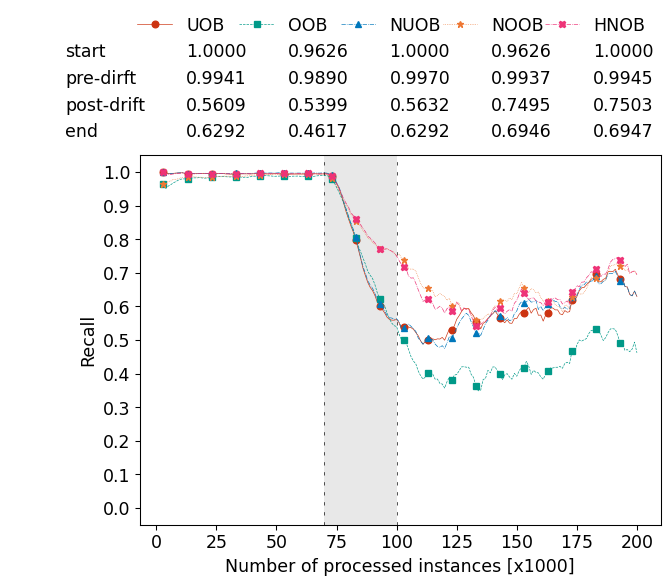 UOB OOB NUOB NOOB HNOB
start 1.0000 0.9626 1.0000 0.9626 1.0000
pre-dirft 0.9941 0.9890 0.9970 0.9937 0.9945
post-drift 0.5609 0.5399 0.5632 0.7495 0.7503
end 0.6292 0.4617 0.6292 0.6946 0.6947
1.0
0.9
0.8
0.7
0.6
0.5
0.4
0.3
0.2
0.1
0.0
Recall
0 25 50 75 100 125 150 175 200
Number of processed instances [x1000]